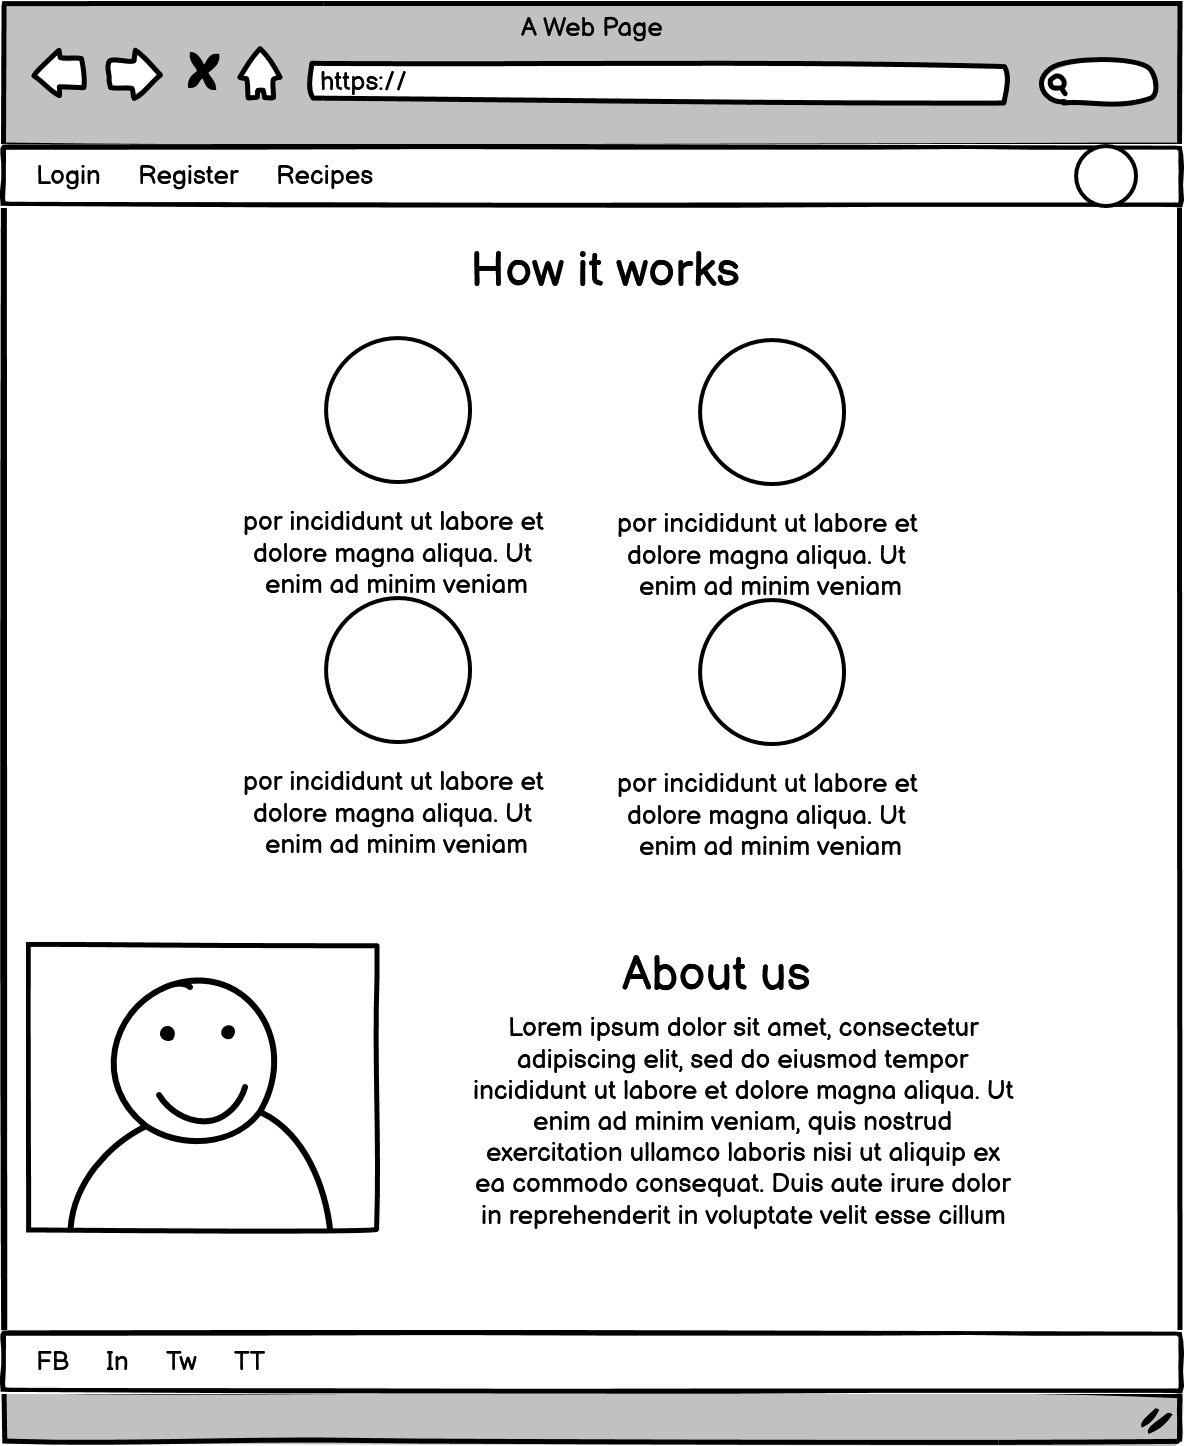 A Web Page
https://
Login Register Recipes
How it works
por incididunt ut labore et
dolore magna aliqua. Ut
enim ad minim veniam
por incididunt ut labore et
dolore magna aliqua. Ut
enim ad minim veniam
por incididunt ut labore et
dolore magna aliqua. Ut
enim ad minim veniam
por incididunt ut labore et
dolore magna aliqua. Ut
enim ad minim veniam
About us
Lorem ipsum dolor sit amet, consectetur
adipiscing elit, sed do eiusmod tempor
incididunt ut labore et dolore magna aliqua. Ut
enim ad minim veniam, quis nostrud
exercitation ullamco laboris nisi ut aliquip ex
ea commodo consequat. Duis aute irure dolor
in reprehenderit in voluptate velit esse cillum
FB In Tw TT